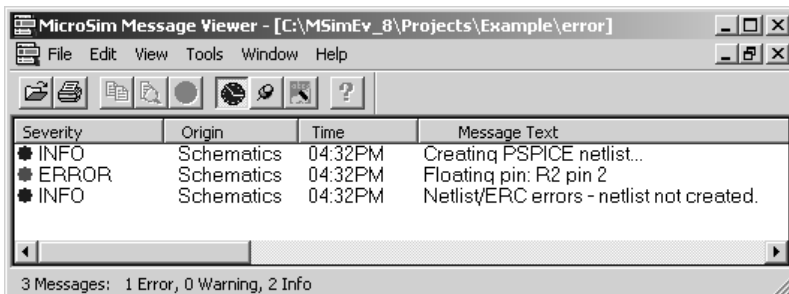 MicroSim Message Viewer - [C:\MSimEv_8\Projects\Example\error]
File Edit View Tools Window Help
Severity Origin Time Message Text
INFO Schematics 04:32PM Creating PSPICE netlist...
ERROR Schematics 04:32PM Floating pin: R2 pin 2
INFO Schematics 04:32PM Netlist/ERC errors - netlist not created.
3 Messages: 1 Error, 0 Warning, 2 Info